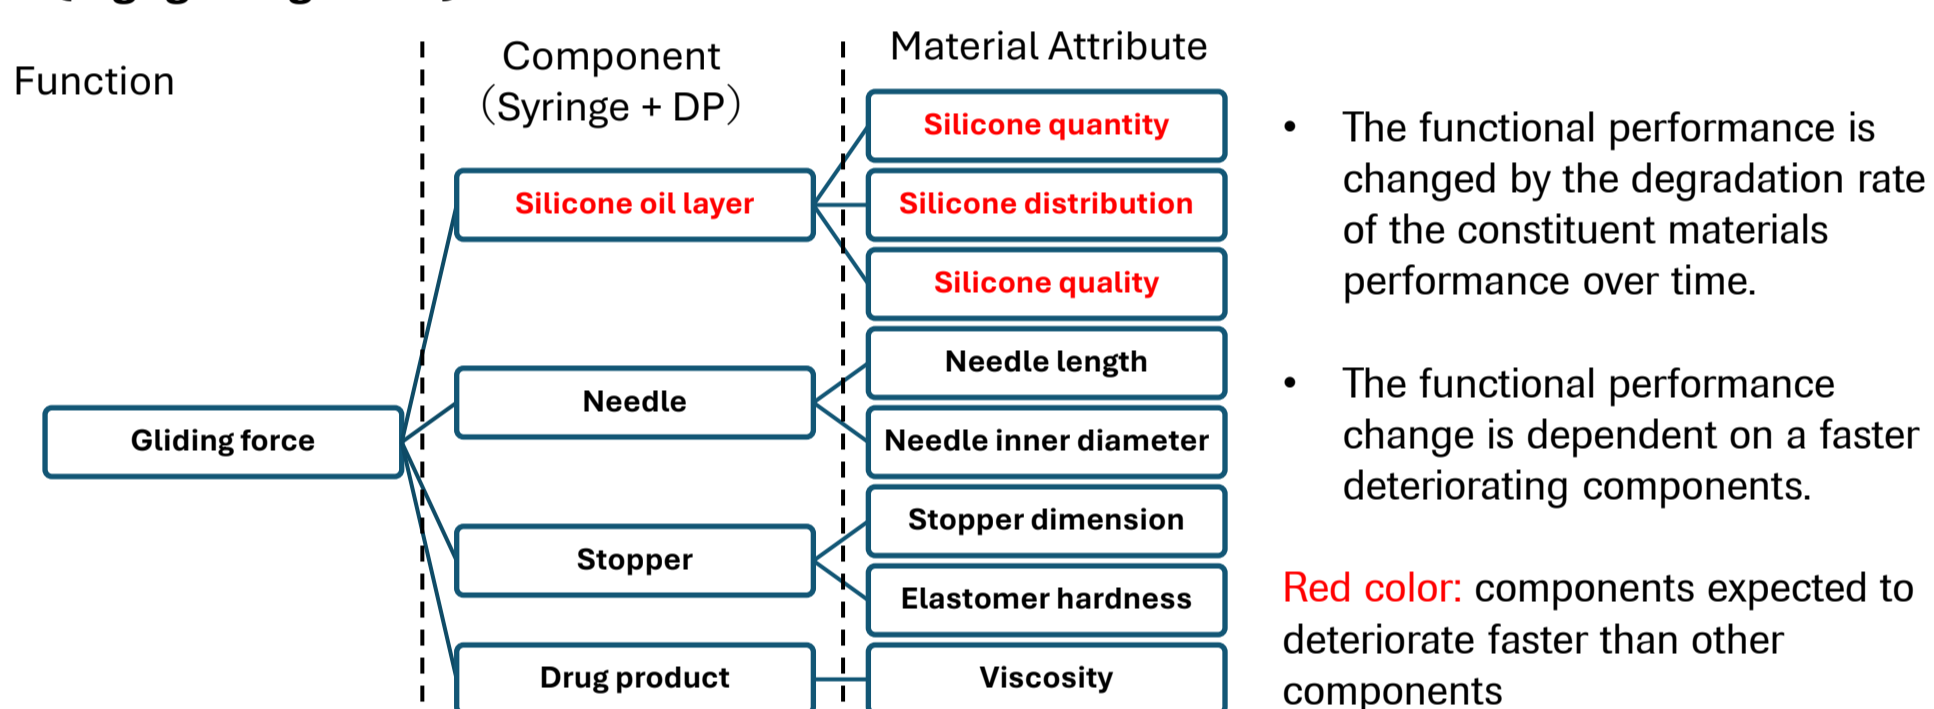 Function
Component
（Syringe + DP）
Material Attribute
Silicone quantity
Silicone oil layer
Silicone distribution
Silicone quality
Needle length
Needle
Needle inner diameter
Gliding force
Stopper dimension
Stopper
Elastomer hardness
Drug product
Viscosity
• The functional performance is
changed by the degradation rate
of the constituent materials
performance over time.
• The functional performance
change is dependent on a faster
deteriorating components.
Red color: components expected to
deteriorate faster than other
components